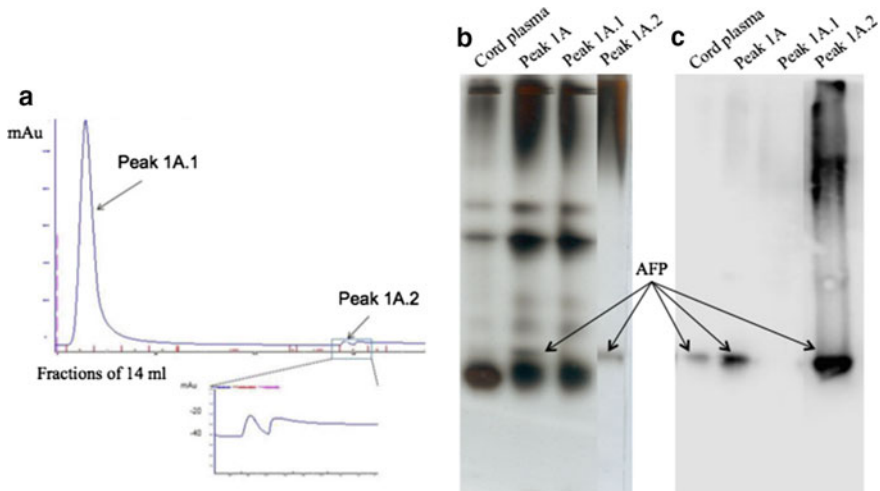 a
mAu
Peak 1A.1
Peak 1A.2
Fractions of 14 ml
mAu
-20
-40
b
Cord plasma
Peak 1A
Peak 1A.1
Peak 1A.2
AFP
c
Cord plasma
Peak 1A
Peak 1A.1
Peak 1A.2